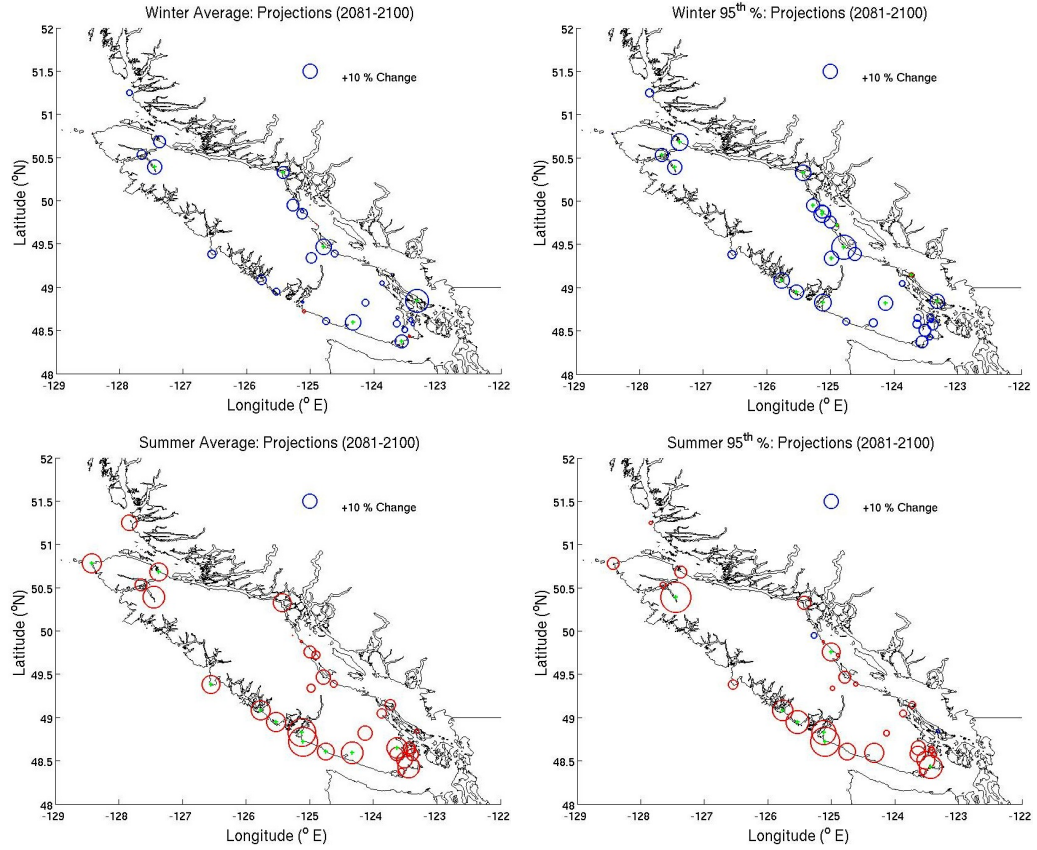 Winter Average: Projections (2081-2100)
52
51.5
51
50.5
50
49.5
49
48.5
48
Latitude (°N)
+10 % Change
-129 -128 -127 -126 -125 -124 -123 -122
Longitude (° E)
Winter 95th %: Projections (2081-2100)
52
51.5
51
50.5
50
49.5
49
48.5
48
Latitude (°N)
+10 % Change
-129 -128 -127 -126 -125 -124 -123 -122
Longitude (° E)
Summer Average: Projections (2081-2100)
52
51.5
51
50.5
50
49.5
49
48.5
48
Latitude (°N)
+10 % Change
-129 -128 -127 -126 -125 -124 -123 -122
Longitude (° E)
Summer 95th %: Projections (2081-2100)
52
51.5
51
50.5
50
49.5
49
48.5
48
Latitude (°N)
+10 % Change
-129 -128 -127 -126 -125 -124 -123 -122
Longitude (° E)